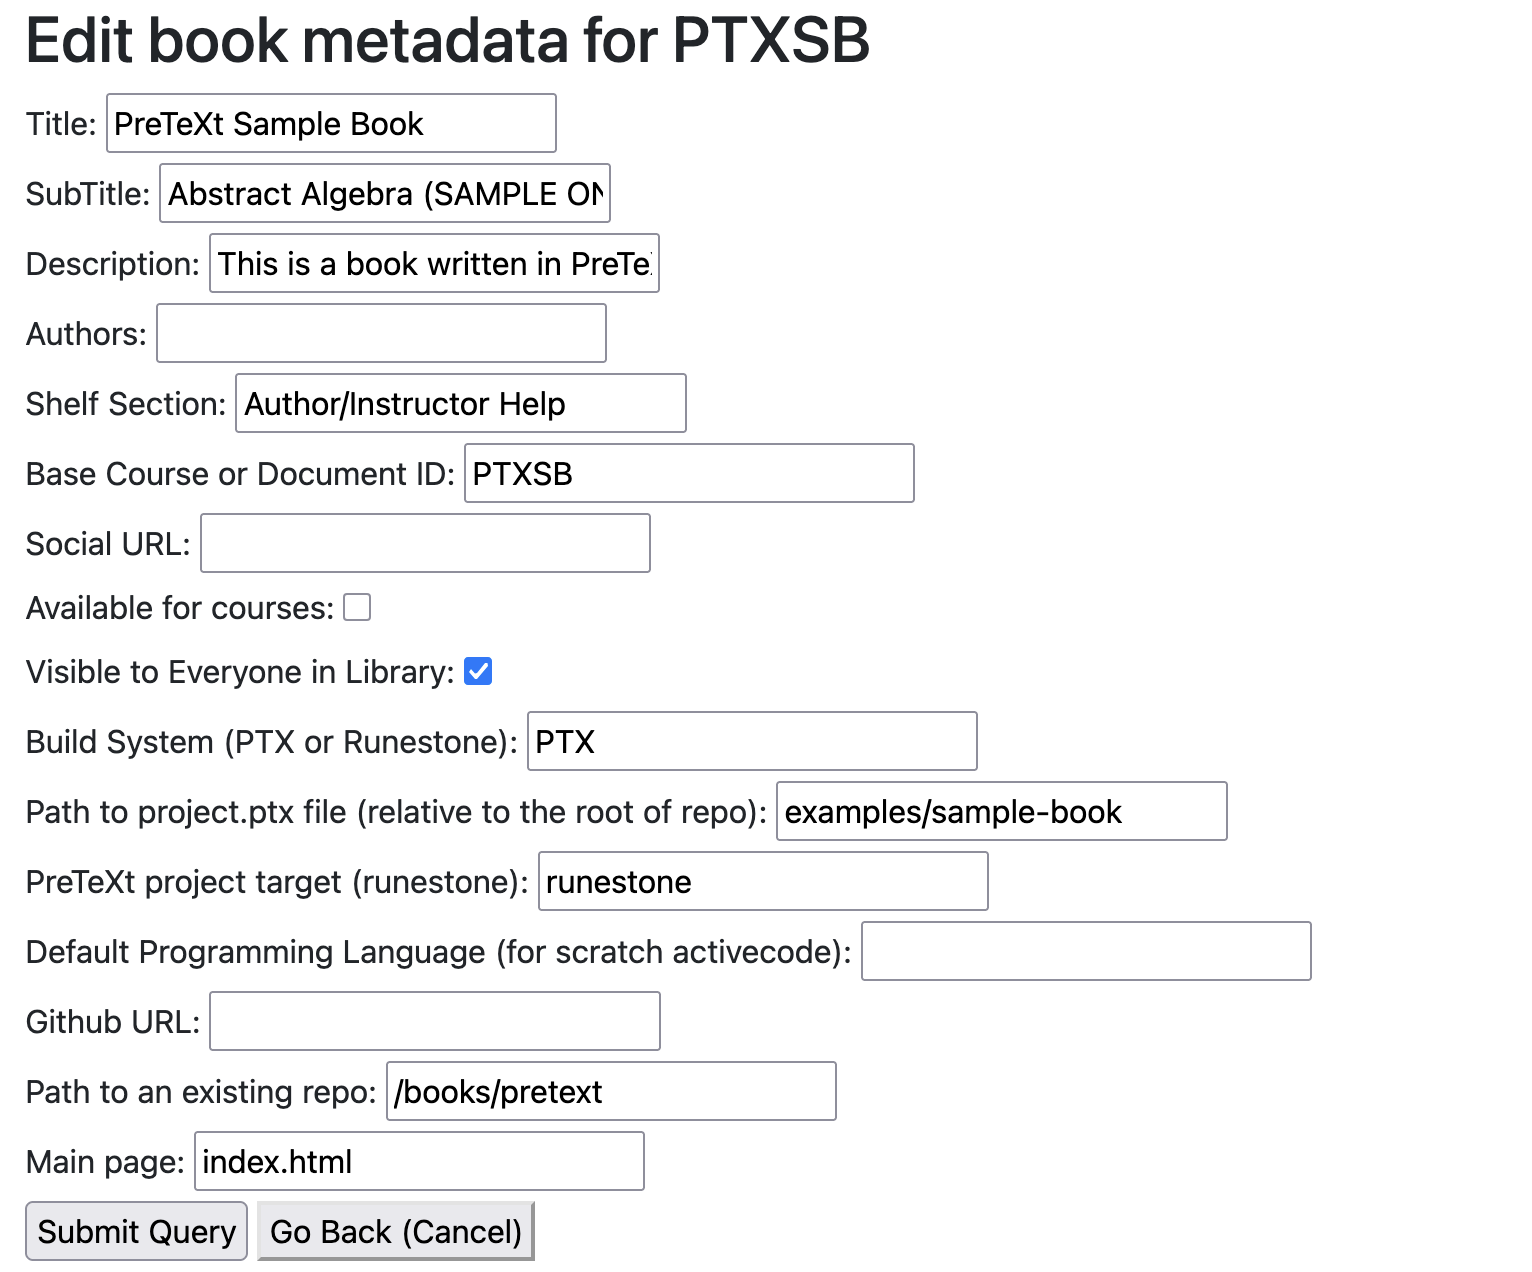 Edit book metadata for PTXSB
Title: PreTeXt Sample Book
SubTitle: Abstract Algebra (SAMPLE ON
Description: This is a book written in PreTe
Authors:
Shelf Section: Author/Instructor Help
Base Course or Document ID: PTXSB
Social URL:
Available for courses:
Visible to Everyone in Library:
Build System (PTX or Runestone): PTX
Path to project.ptx file (relative to the root of repo): examples/sample-book
PreTeXt project target (runestone): runestone
Default Programming Language (for scratch activecode):
Github URL:
Path to an existing repo: /books/pretext
Main page: index.html
Submit Query Go Back (Cancel)